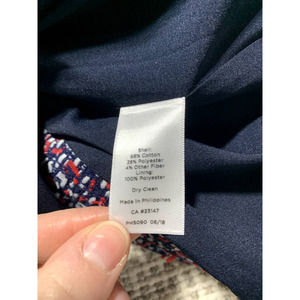 Shell:
68% Cotton
28% Polyester
4% Other Fiber
Lining:
100% Polyester
Dry Clean
Made in Philippines
CA #23147
PM5090 06/18